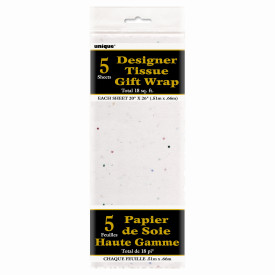 unique
5 Sheets
Designer
Tissue
Gift Wrap
Total 18 sq. ft.
EACH SHEET 20" X 26" (.51m x .66m)
5 Feuilles
Papier
de Soie
Haute Gamme
Total de 18 pi²
CHAQUE FEUILLE .51m x .66m